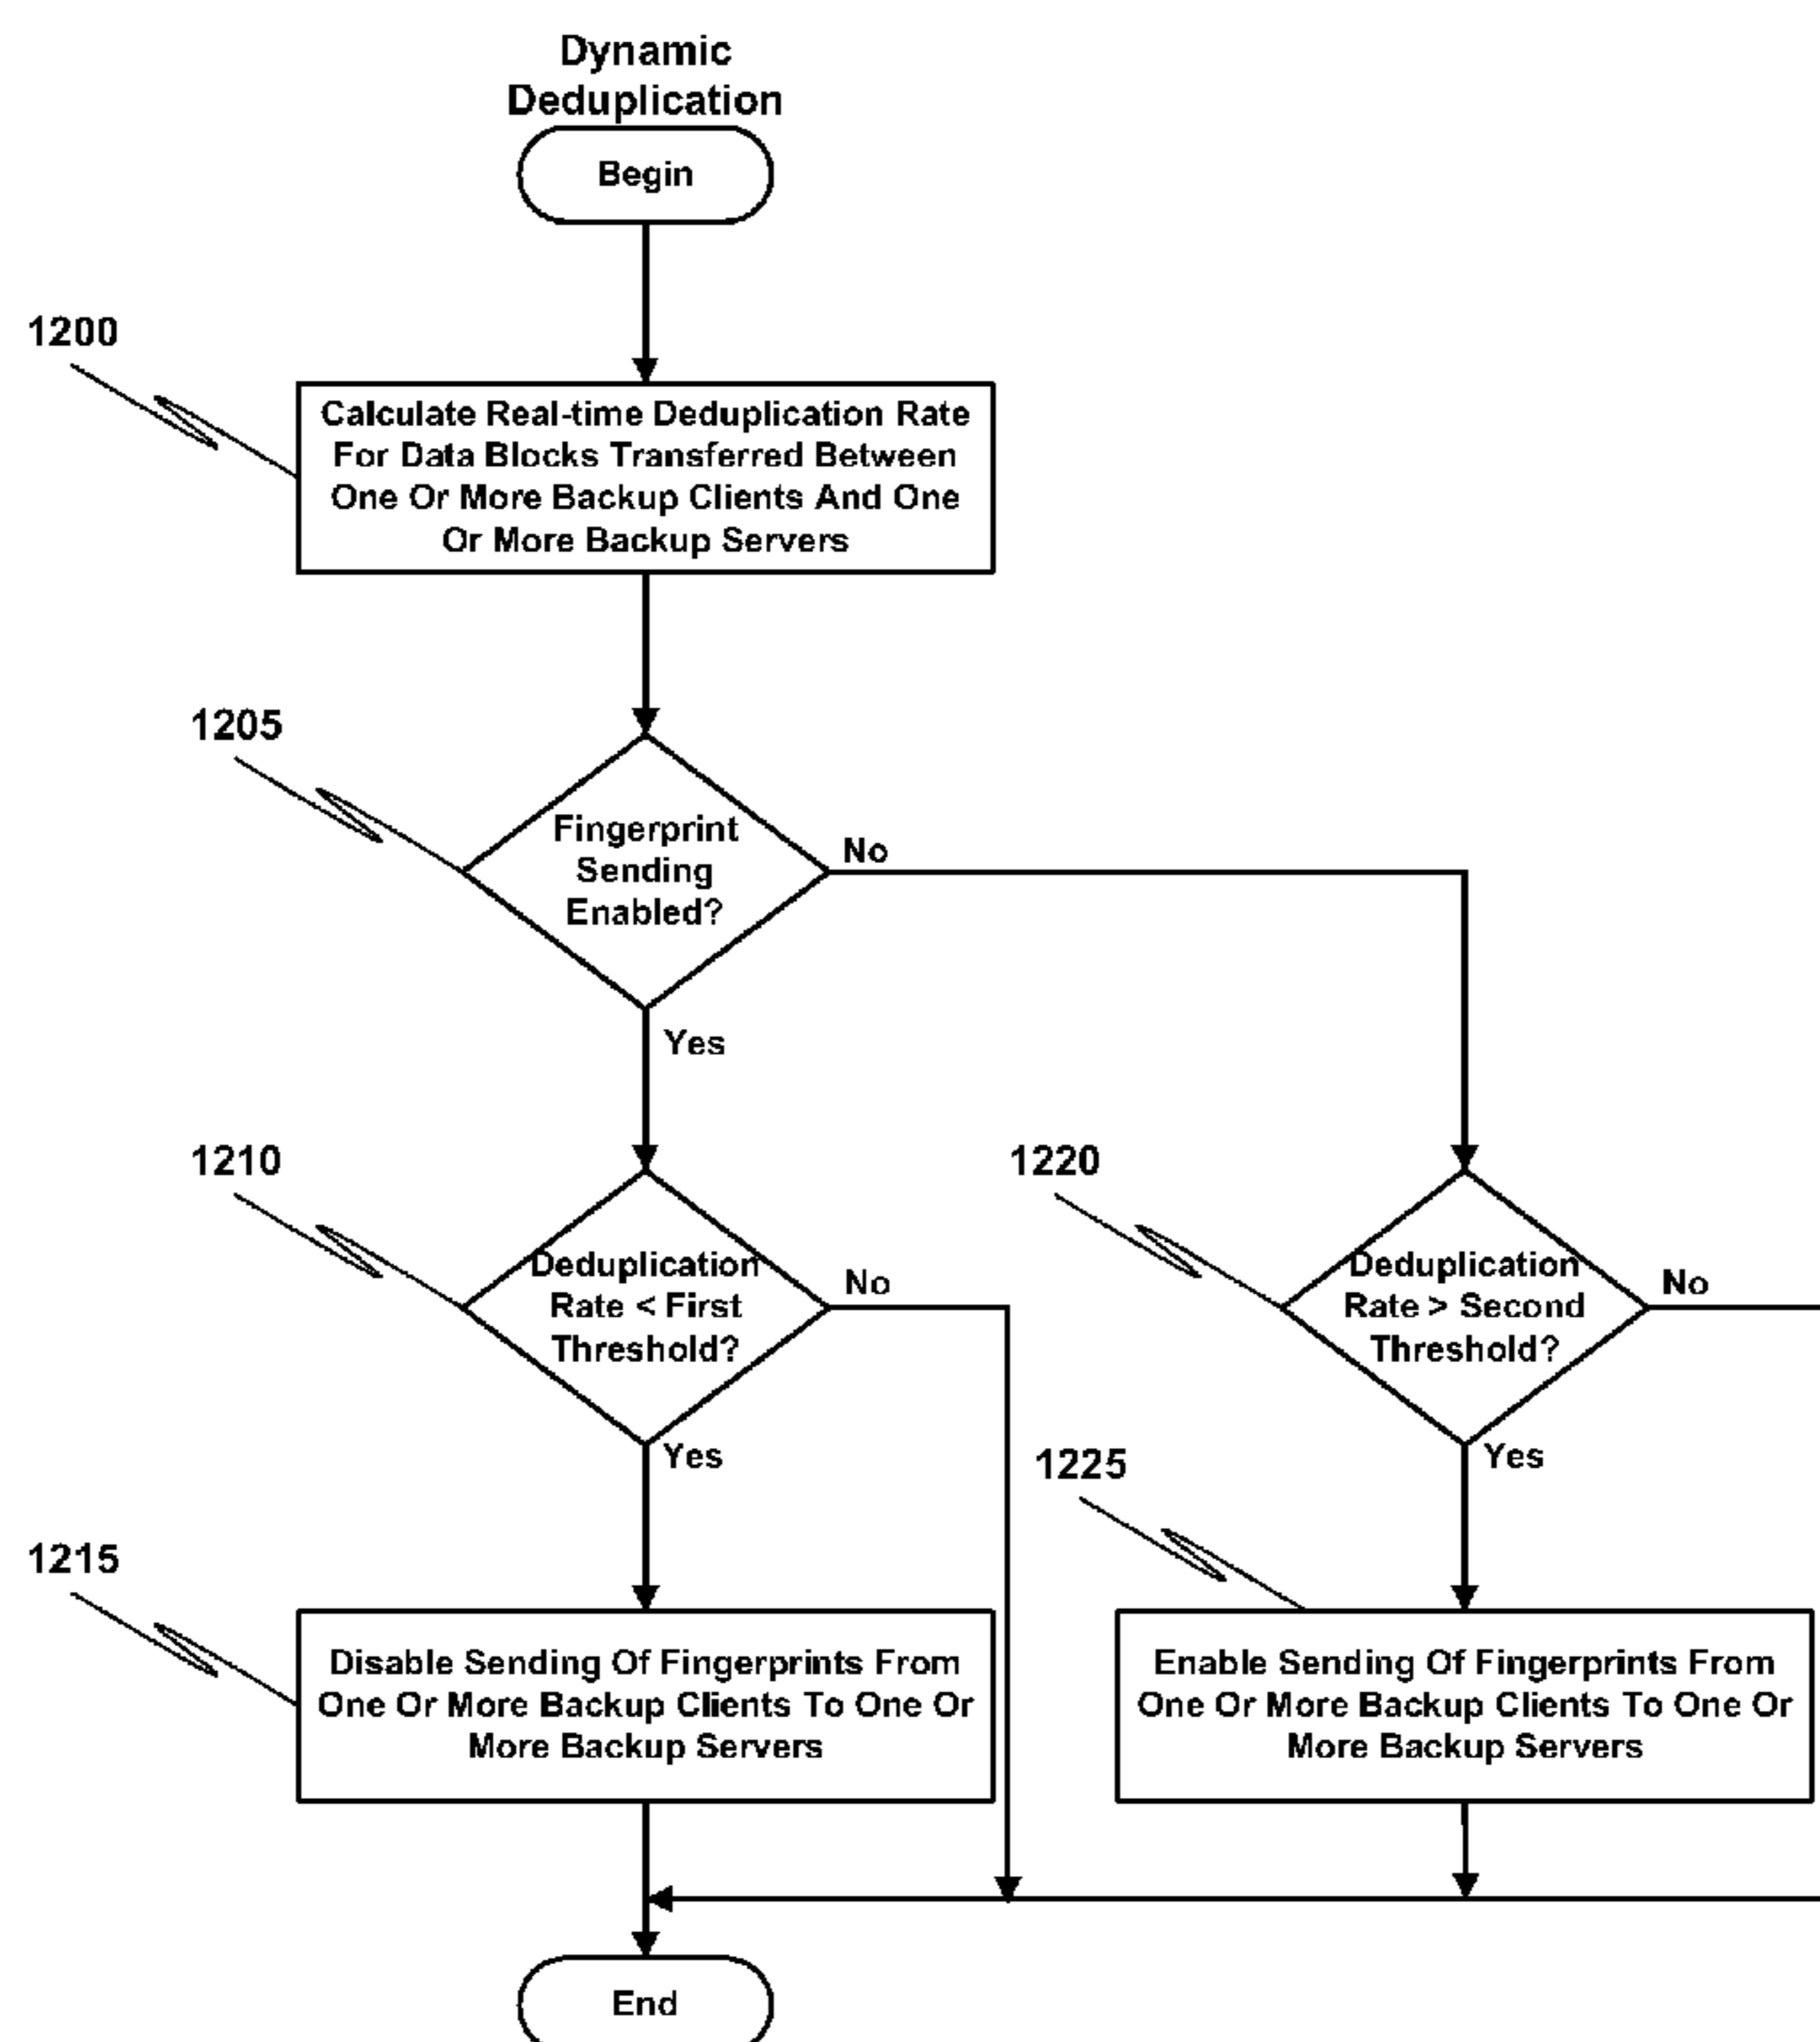 Dynamic
Deduplication
Begin
1200
Calculate Real-time Deduplication Rate
For Data Blocks Transferred Between
One Or More Backup Clients And One
Or More Backup Servers
1205
Fingerprint
Sending
Enabled?
No
Yes
1210
Deduplication
Rate < First
Threshold?
No
Yes
1220
Deduplication
Rate > Second
Threshold?
No
Yes
1215
Disable Sending Of Fingerprints From
One Or More Backup Clients To One Or
More Backup Servers
1225
Enable Sending Of Fingerprints From
One Or More Backup Clients To One Or
More Backup Servers
End